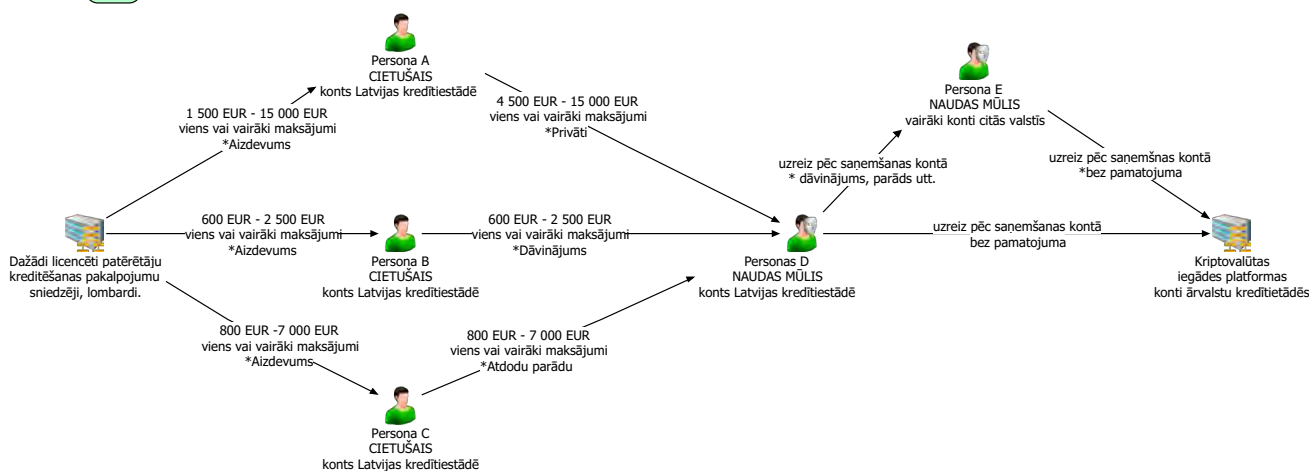 Persona A
CIETUŠAIS
konts Latvijas kredītiestādē
1 500 EUR - 15 000 EUR
viens vai vairāki maksājumi
*Aizdevums
4 500 EUR - 15 000 EUR
viens vai vairāki maksājumi
*Privāti
Persona E
NAUDAS MŪLIS
vairāki konti citās valstīs
uzreiz pēc saņemšanas kontā
* dāvinājums, parāds utt.
uzreiz pēc saņemšnas kontā
*bez pamatojuma
Dažādi licencēti patērētāju
kreditēšanas pakalpojumu
sniedzēji, lombardi.
600 EUR - 2 500 EUR
viens vai vairāki maksājumi
*Aizdevums
Persona B
CIETUŠAIS
konts Latvijas kredītiestādē
600 EUR - 2 500 EUR
viens vai vairāki maksājumi
*Dāvinājums
Personas D
NAUDAS MŪLIS
konts Latvijas kredītiestādē
uzreiz pēc saņemšanas kontā
bez pamatojuma
Kriptovalūtas
iegādes platformas
konti ārvalstu kredītietādēs
800 EUR -7 000 EUR
viens vai vairāki maksājumi
*Aizdevums
800 EUR - 7 000 EUR
viens vai vairāki maksājumi
*Atdodu parādu
Persona C
CIETUŠAIS
konts Latvijas kredītiestādē